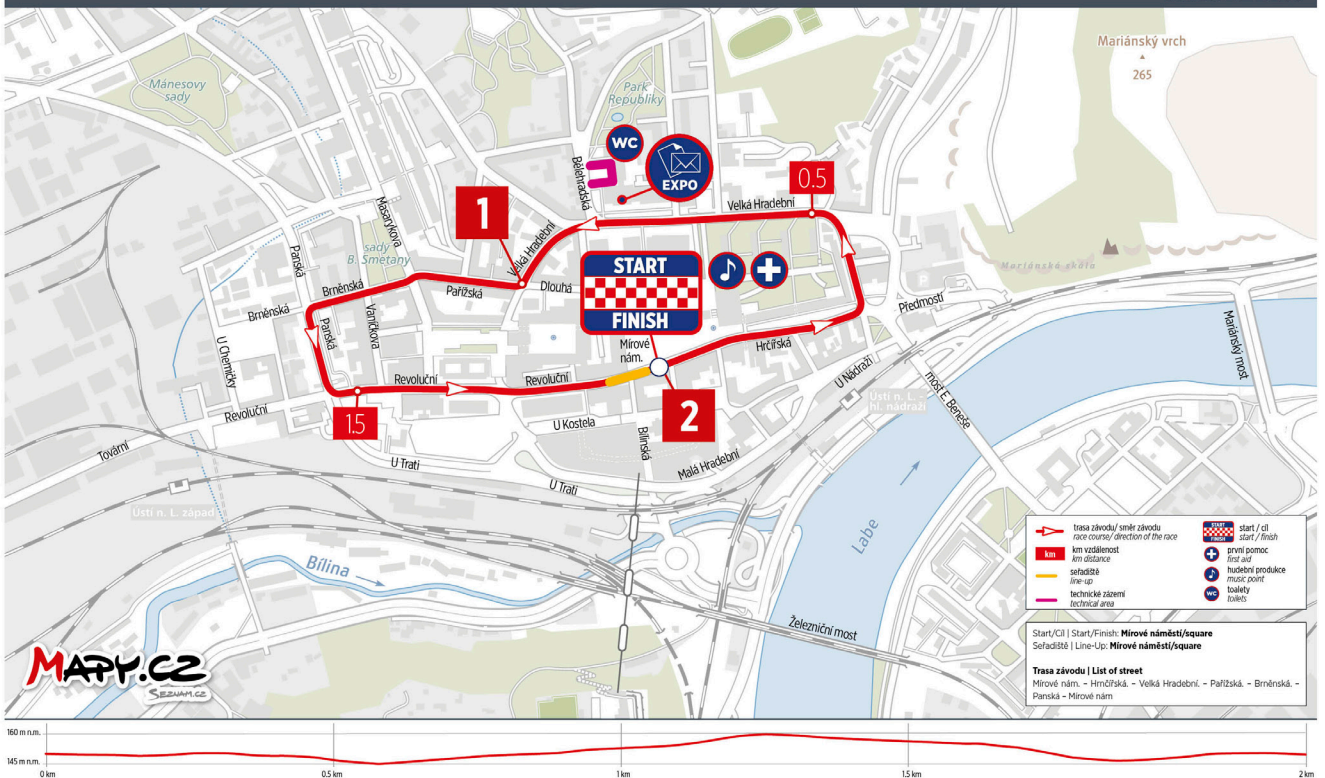 Mánesovy
sady
Park
Republiky
Mariánský vrch
265
WC
EXPO
Bělehradská
0.5
Velká Hradební
1
Velká Hradební
Masarykova
sady
B. Smetany
Panská
Brněnská
Brněnská
Pařížská
Dlouhá
START
FINISH
Mariánská skála
Předmostí
Mariánský most
U Chemičky
Panská
Vaníčkova
Mírové
nám.
Hrčířská
U Nádraží
Ústí n. L. -
hl. nádraží
most E. Beneše
Revoluční
Revoluční
Revoluční
1.5
2
U Kostela
Bílinská
Malá Hradební
Tovární
U Trati
U Trati
Ústí n. L. západ
Bílina
Labe
Železniční most
trasa závodu/ směr závodu
race course/ direction of the race
km
km vzdálenost
km distance
seřadiště
line-up
technické zázemí
technical area
START
FINISH
start / cíl
start / finish
první pomoc
first aid
hudební produkce
music point
WC
toalety
toilets
Start/Cíl | Start/Finish: Mírové náměstí/square
Seřadiště | Line-Up: Mírové náměstí/square
Trasa závodu | List of street
Mírové nám. - Hrnčířská. - Velká Hradební. - Pařížská. - Brněnská. -
Panská - Mírové nám
MAPY.CZ
SEZNAM.CZ
160 m n.m.
145 m n.m.
0 km
0.5 km
1 km
1.5 km
2 km